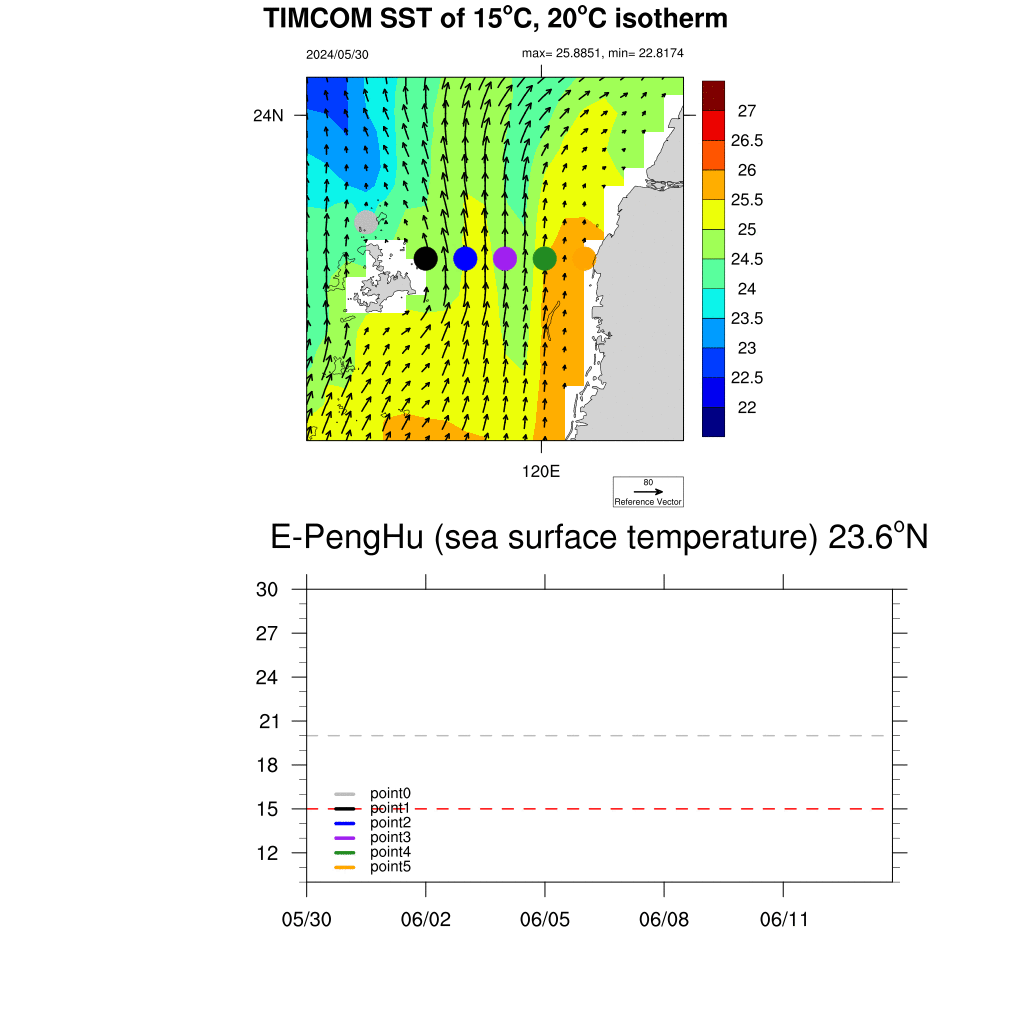 TIMCOM SST of 15°C, 20°C isotherm
2024/05/30
max= 25.8851, min= 22.8174
24N
27
26.5
26
25.5
25
24.5
24
23.5
23
22.5
22
120E
80
Reference Vector
E-PengHu (sea surface temperature) 23.6°N
30
27
24
21
18
15
12
point0
point1
point2
point3
point4
point5
05/30 06/02 06/05 06/08 06/11